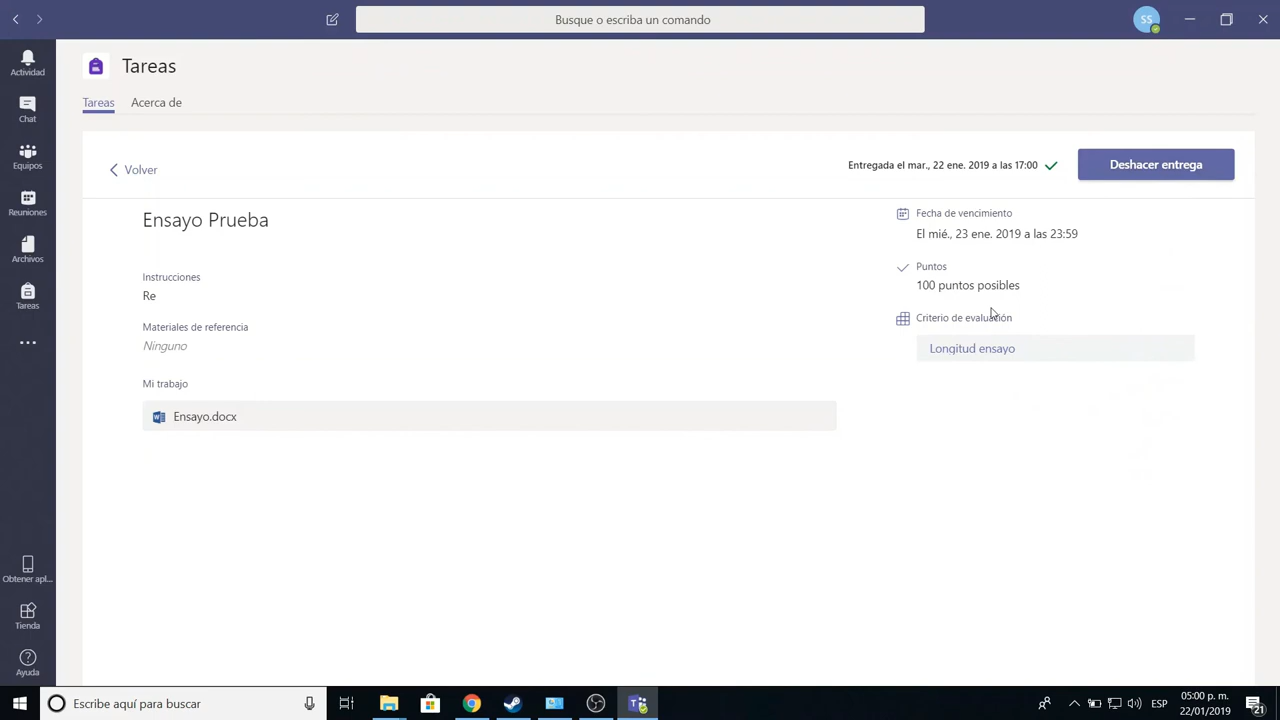 Busque o escriba un comando
SS
Actividad
Chat
Equipos
Reuniones
Archivos
Tareas
Obtener apl...
Tienda
Ayuda
Tareas
Tareas
Acerca de
Volver
Entregada el mar., 22 ene. 2019 a las 17:00
Deshacer entrega
Ensayo Prueba
Instrucciones
Re
Materiales de referencia
Ninguno
Mi trabajo
Ensayo.docx
Fecha de vencimiento
El mié., 23 ene. 2019 a las 23:59
Puntos
100 puntos posibles
Criterio de evaluación
Longitud ensayo
Escribe aquí para buscar
ESP
05:00 p. m.
22/01/2019
21